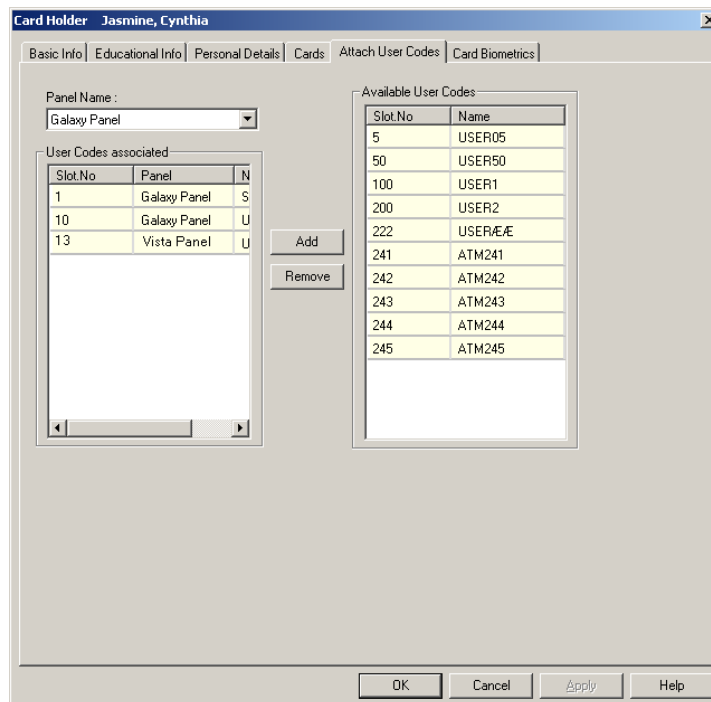 Card Holder Jasmine, Cynthia
Basic Info Educational Info Personal Details Cards Attach User Codes Card Biometrics
Panel Name :
Galaxy Panel
User Codes associated
Slot.No Panel N
1 Galaxy Panel S
10 Galaxy Panel U
13 Vista Panel U
Add
Remove
Available User Codes
Slot.No Name
5 USER05
50 USER50
100 USER1
200 USER2
222 USERÆÆ
241 ATM241
242 ATM242
243 ATM243
244 ATM244
245 ATM245
OK Cancel Apply Help